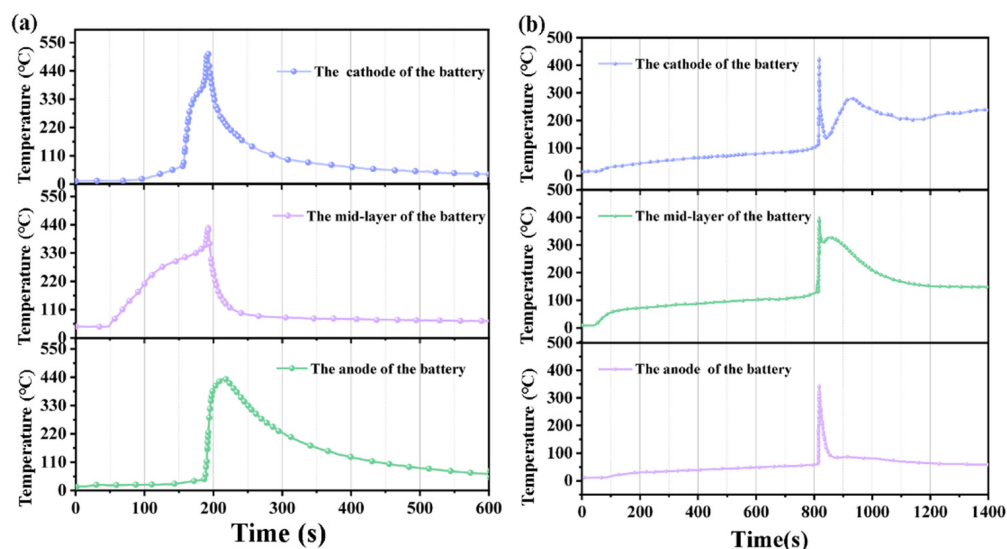 (a)
Temperature (°C)
550
440
330
220
110
0
The cathode of the battery
Temperature (°C)
550
440
330
220
110
0
The mid-layer of the battery
Temperature (°C)
550
440
330
220
110
0
The anode of the battery
0 100 200 300 400 500 600
Time (s)
(b)
Temperature (°C)
500
400
300
200
100
0
The cathode of the battery
Temperature (°C)
500
400
300
200
100
0
The mid-layer of the battery
Temperature (°C)
500
400
300
200
100
0
The anode of the battery
0 200 400 600 800 1000 1200 1400
Time(s)